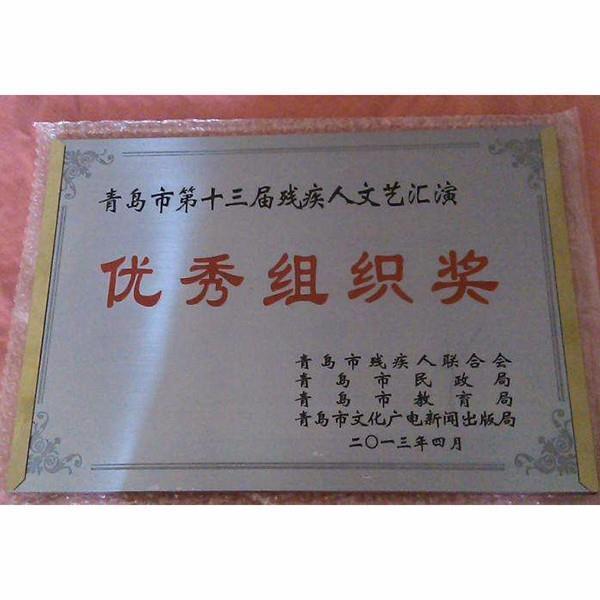 青岛市第十三届残疾人文艺汇演
优秀组织奖
青岛市残疾人联合会
青岛市民政局
青岛市教育局
青岛市文化广电新闻出版局
二〇一三年四月